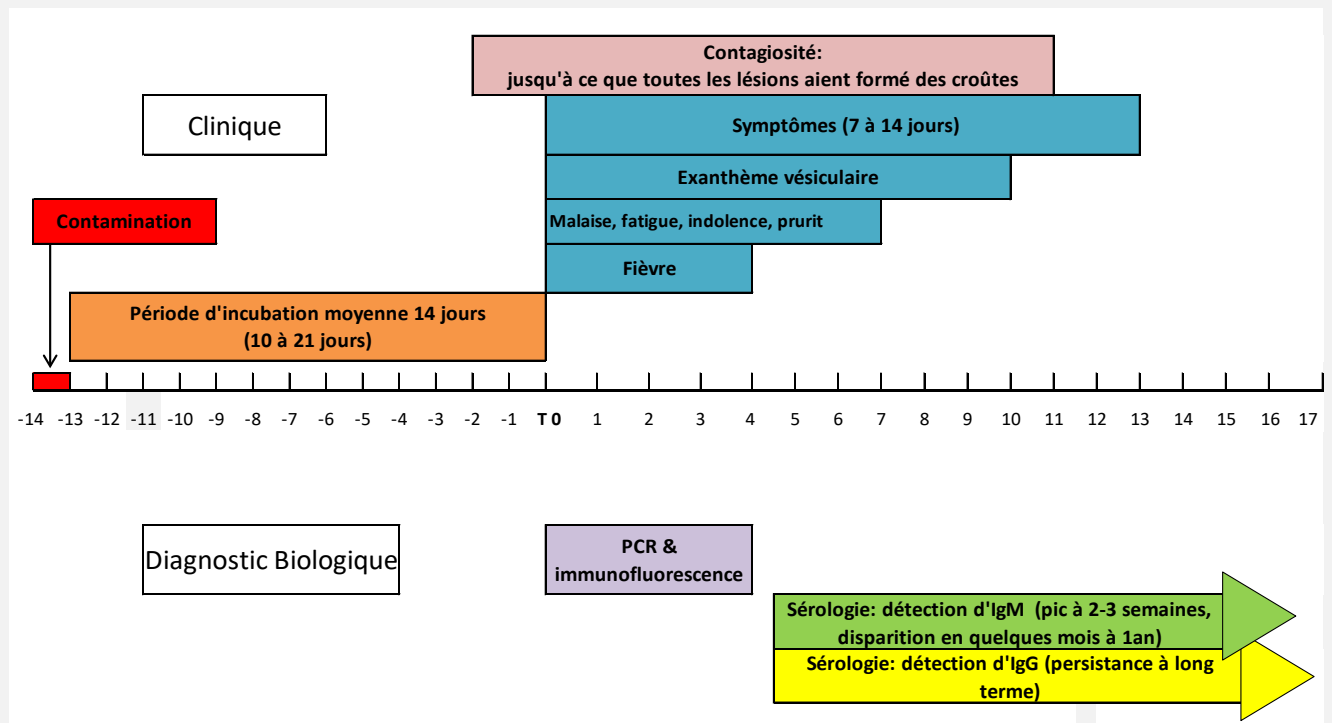 Contagiosité:
jusqu'à ce que toutes les lésions aient formé des croûtes
Clinique
Symptômes (7 à 14 jours)
Exanthème vésiculaire
Contamination
Malaise, fatigue, indolence, prurit
Fièvre
Période d'incubation moyenne 14 jours
(10 à 21 jours)
-14 -13 -12 -11 -10 -9 -8 -7 -6 -5 -4 -3 -2 -1 T 0 1 2 3 4 5 6 7 8 9 10 11 12 13 14 15 16 17
Diagnostic Biologique
PCR &
immunofluorescence
Sérologie: détection d'IgM (pic à 2-3 semaines,
disparition en quelques mois à 1an)
Sérologie: détection d'IgG (persistance à long
terme)